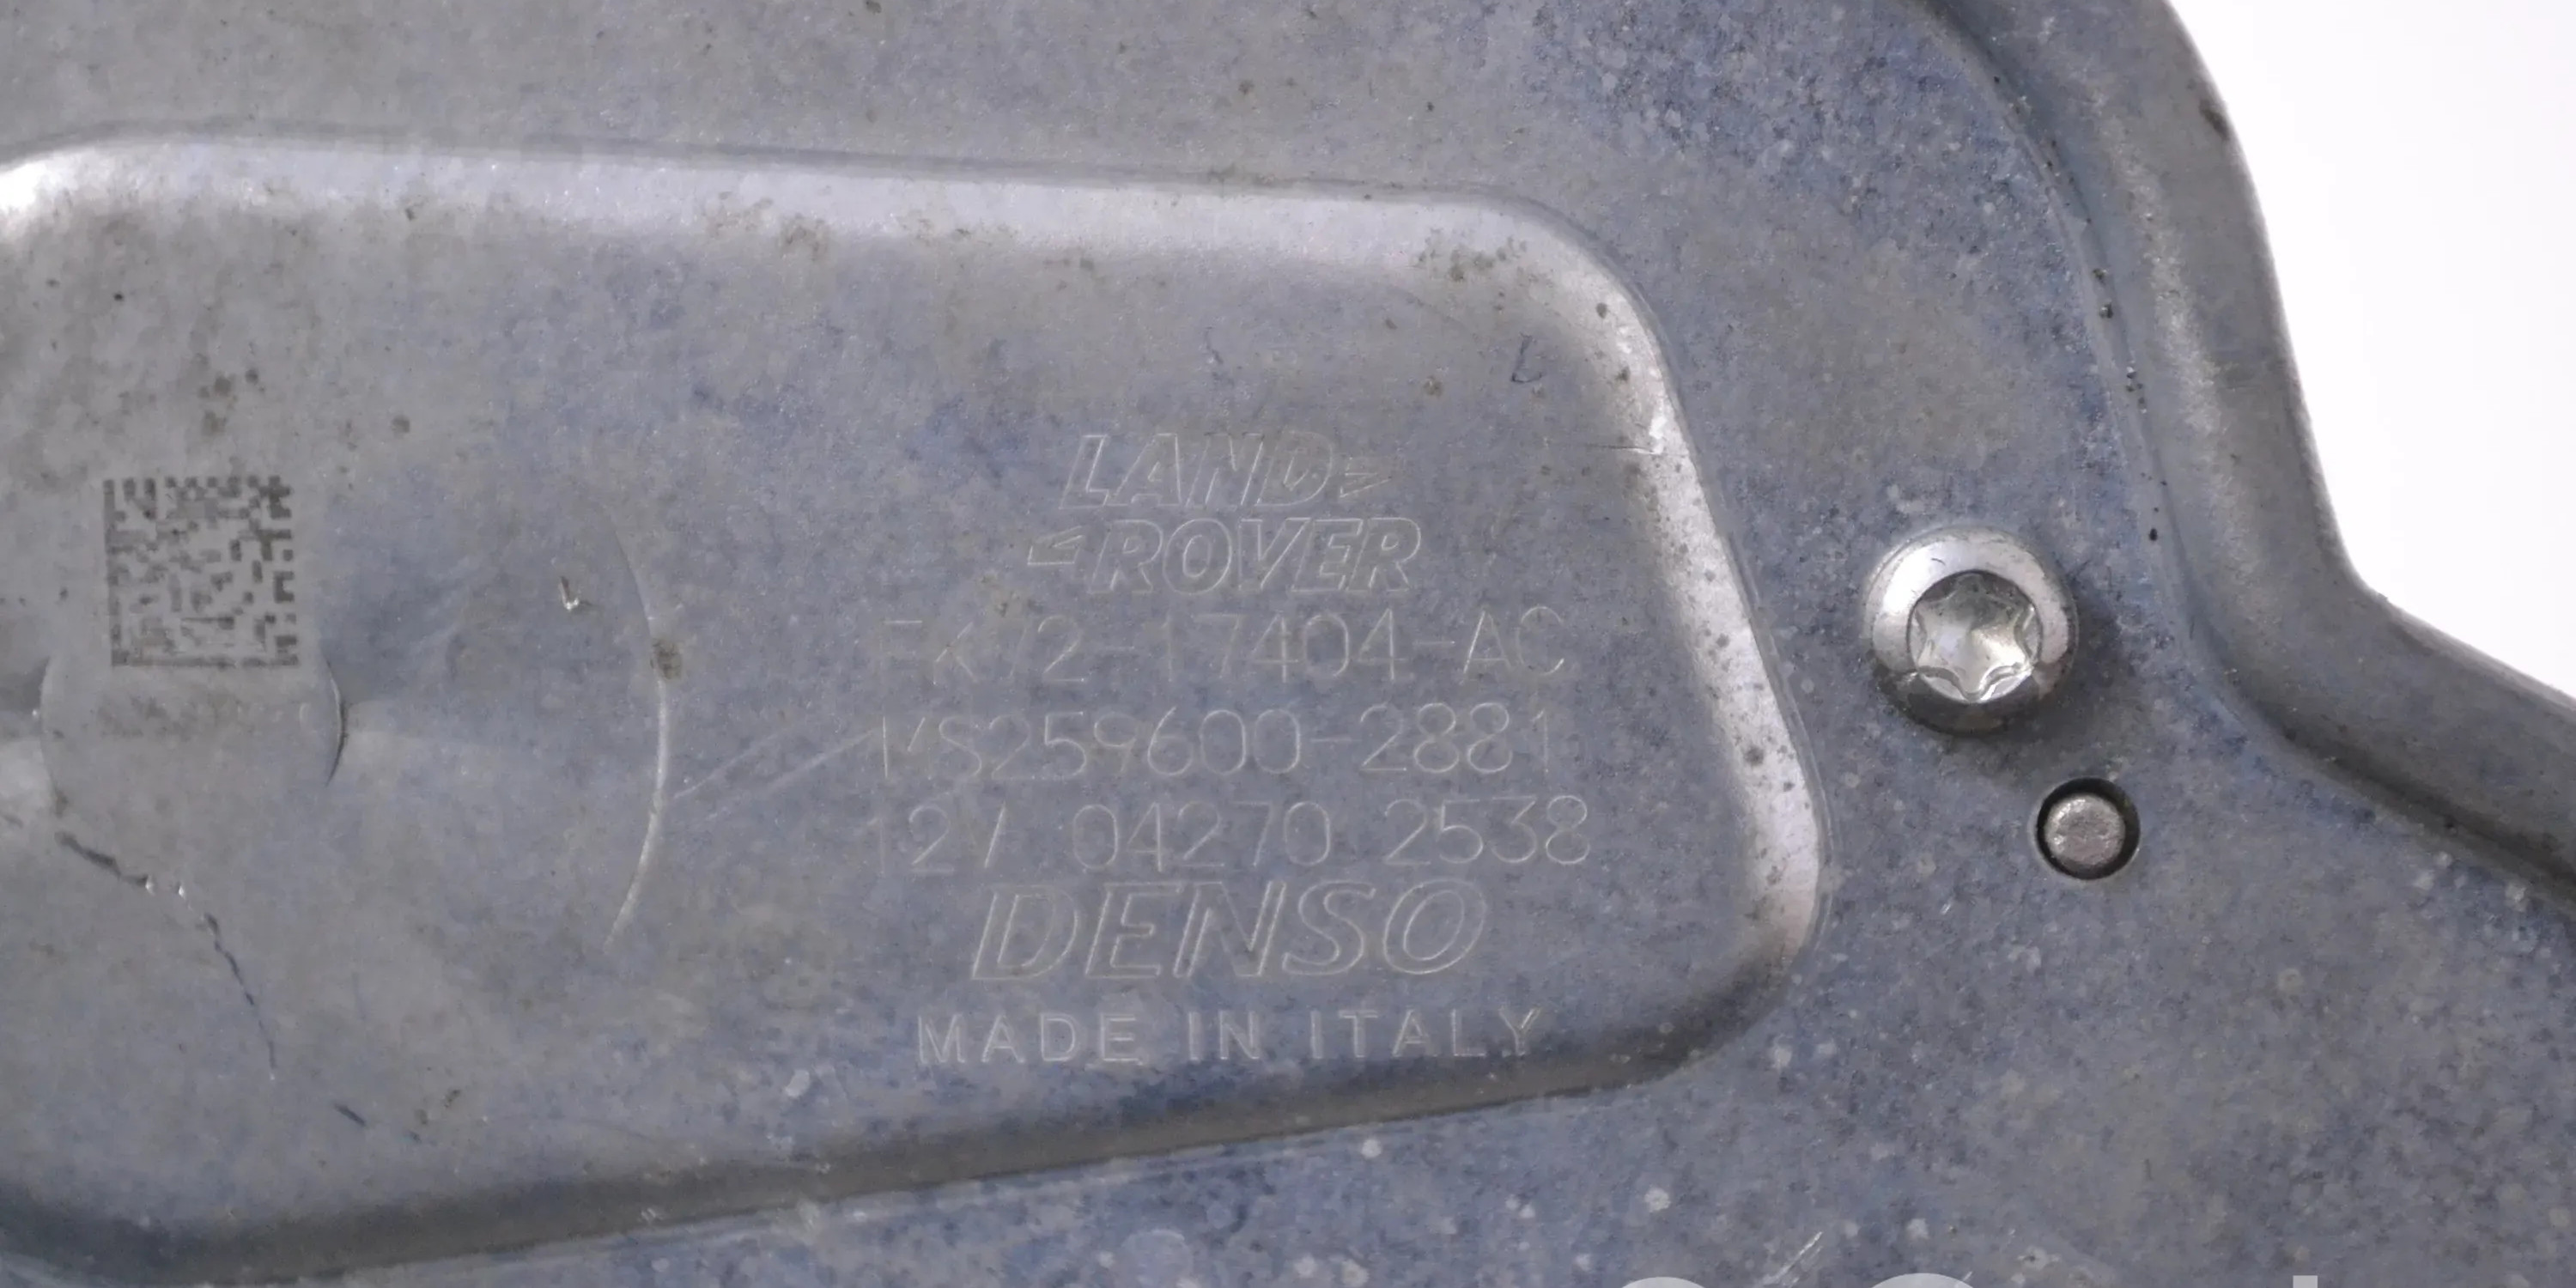 LAND
ROVER
FK72-17404-AC
MS259600-2881
12V 04270 2538
DENSO
MADE IN ITALY